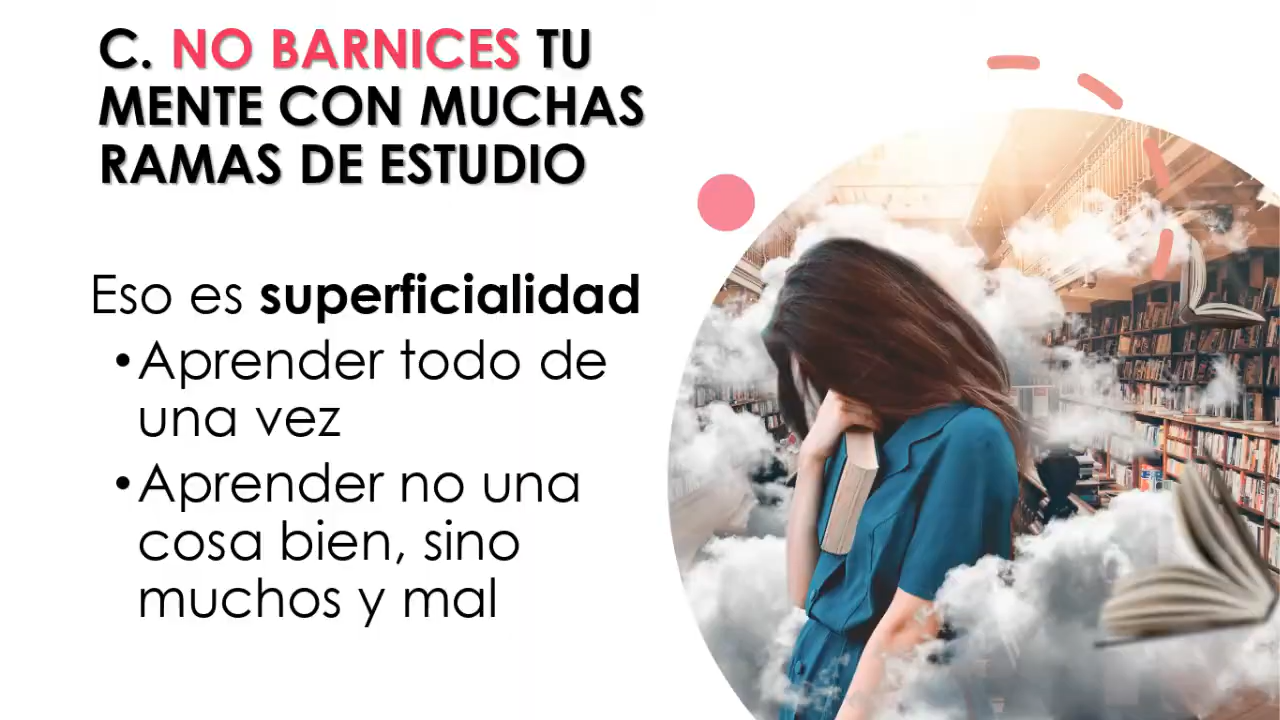 C. NO BARNICES TU
MENTE CON MUCHAS
RAMAS DE ESTUDIO
Eso es superficialidad
•Aprender todo de
una vez
•Aprender no una
cosa bien, sino
muchos y mal